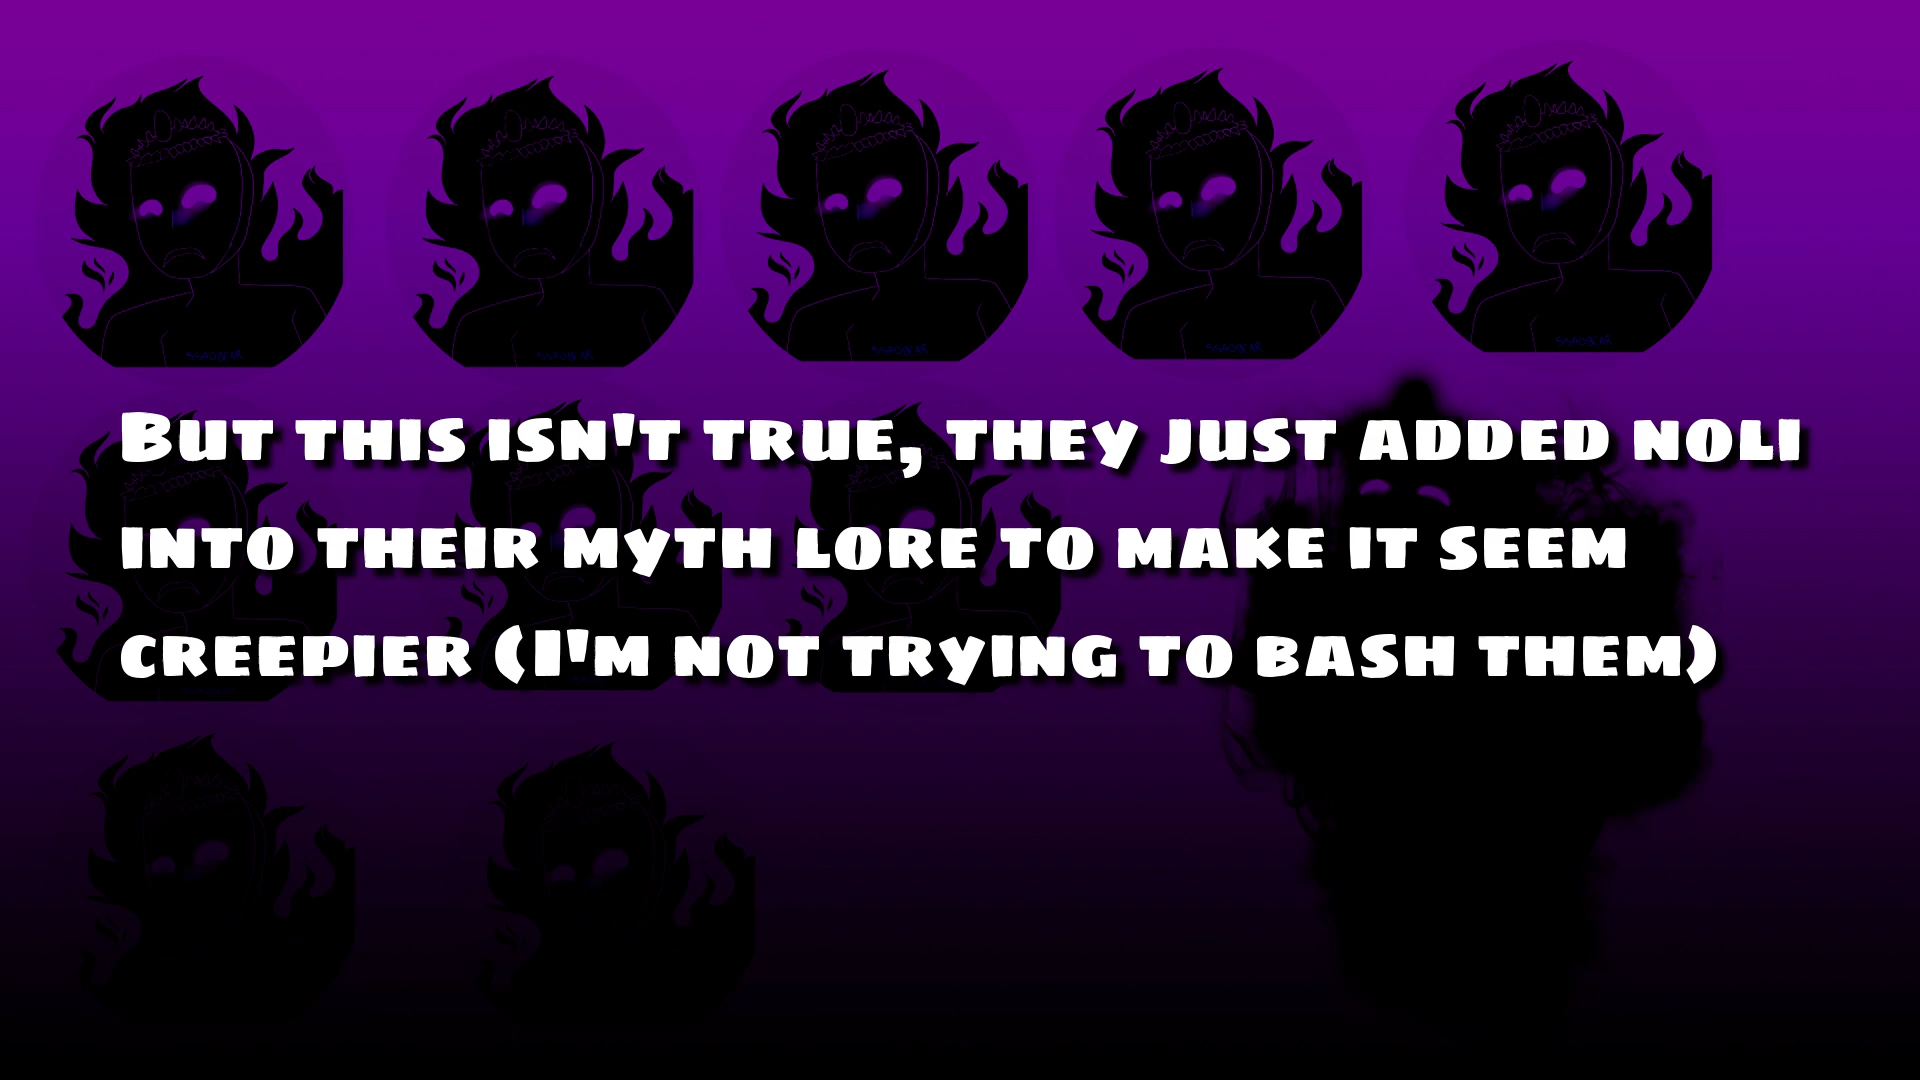 But this isn't true, they just added noli
into their myth lore to make it seem
creepier (I'm not trying to bash them)